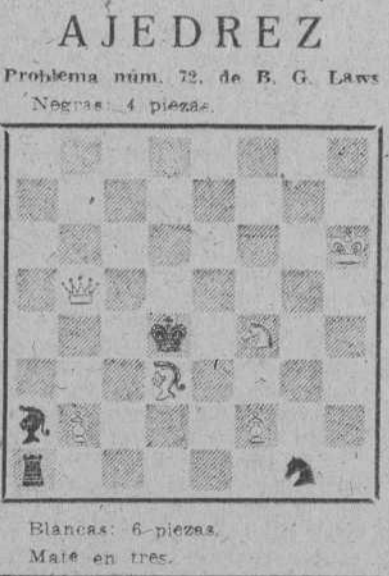 AJEDREZ
Problema núm. 72, de B. G. Laws
Negras: 4 piezas.
Blancas: 6 piezas.
Mate en tres.